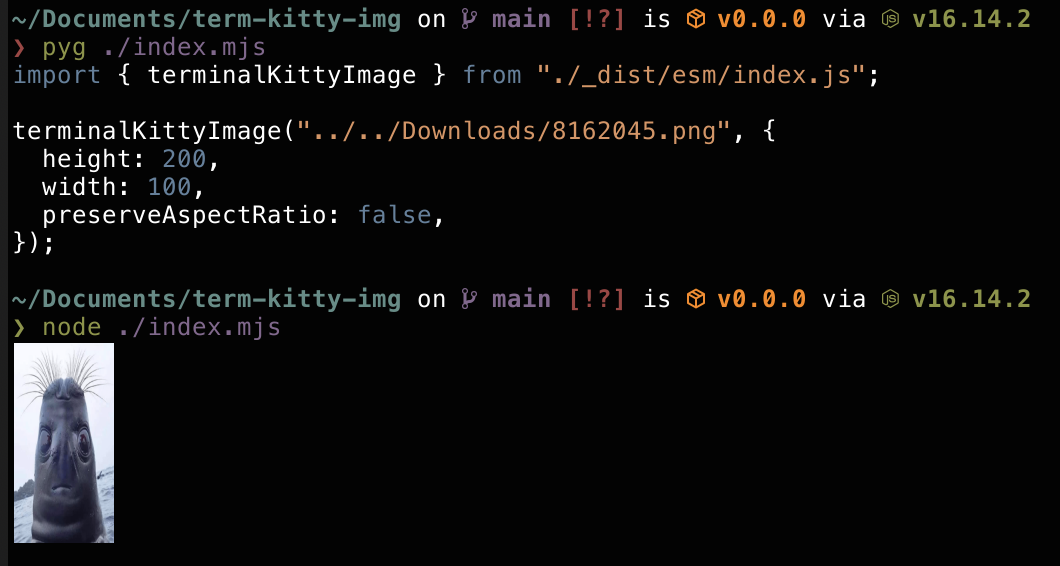 ~/Documents/term-kitty-img on main [!?] is v0.0.0 via v16.14.2
❯ pyg ./index.mjs
import { terminalKittyImage } from "./_dist/esm/index.js";
terminalKittyImage("../../Downloads/8162045.png", {
  height: 200,
  width: 100,
  preserveAspectRatio: false,
});
~/Documents/term-kitty-img on main [!?] is v0.0.0 via v16.14.2
❯ node ./index.mjs